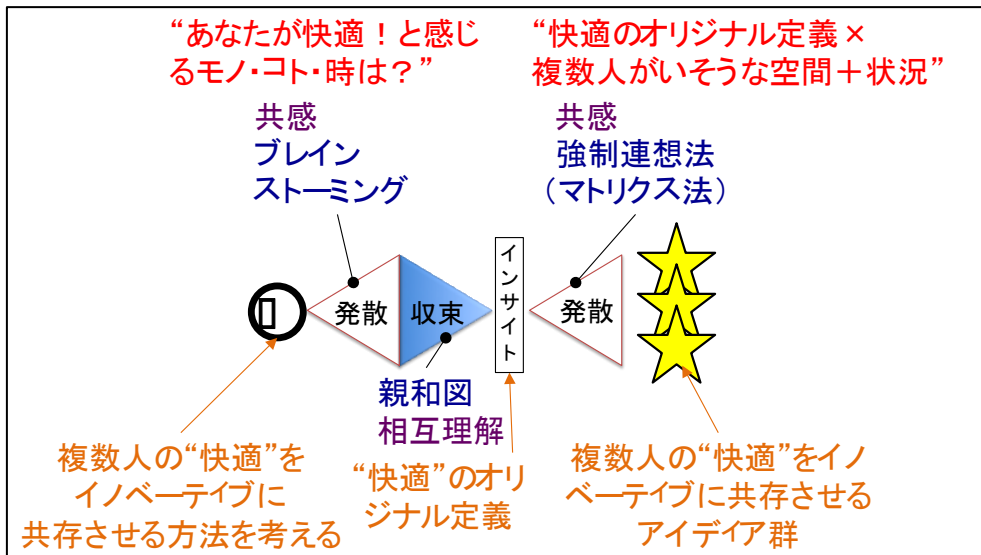 “あなたが快適！と感じ
るモノ・コト・時は？”
“快適のオリジナル定義×
複数人がいそうな空間＋状況”
共感
ブレイン
ストーミング
共感
強制連想法
（マトリクス法）
発散
収束
インサイト
発散
親和図
相互理解
複数人の“快適”を
イノベーティブに
共存させる方法を考える
“快適”のオリ
ジナル定義
複数人の“快適”をイノ
ベーティブに共存させる
アイディア群